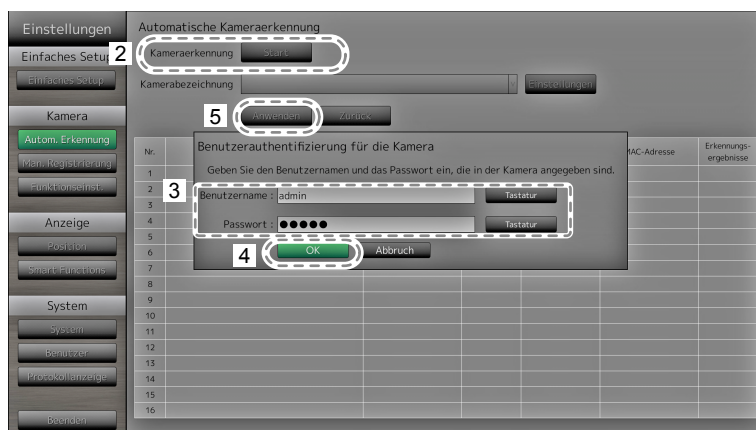 Einstellungen
Automatische Kameraerkennung
Einfaches Setup
2
Kameraerkennung
Start
Einfaches Setup
Kamerabezeichnung
Einstellungen
Kamera
5
Anwenden
Zurück
Autom. Erkennung
Man. Registrierung
Funktionseinst.
Nr.
MAC-Adresse
Erkennungs-
ergebnisse
Benutzerauthentifizierung für die Kamera
Geben Sie den Benutzernamen und das Passwort ein, die in der Kamera angegeben sind.
3
Benutzername :
admin
Tastatur
Passwort :
●●●●●
Tastatur
4
OK
Abbruch
Anzeige
Position
Smart Functions
System
System
Benutzer
Protokollanzeige
Beenden
1
2
3
4
5
6
7
8
9
10
11
12
13
14
15
16